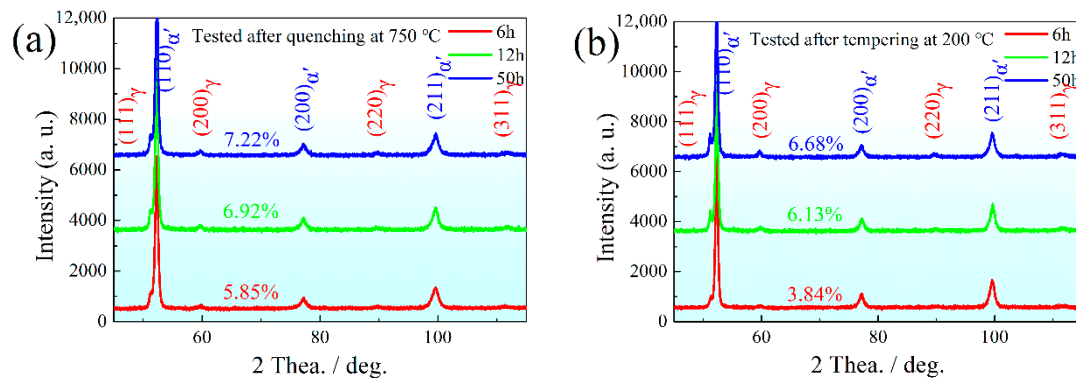 (a)
Tested after quenching at 750 °C
6h
12h
50h
(111)γ
(110)α′
(200)γ
(200)α′
(220)γ
(211)α′
(311)γ
7.22%
6.92%
5.85%
12,000
10000
8000
6000
4000
2000
0
Intensity (a. u.)
60
80
100
2 Thea. / deg.
(b)
Tested after tempering at 200 °C
6h
12h
50h
(111)γ
(110)α′
(200)γ
(200)α′
(220)γ
(211)α′
(311)γ
6.68%
6.13%
3.84%
12,000
10000
8000
6000
4000
2000
0
Intensity (a. u.)
60
80
100
2 Thea. / deg.